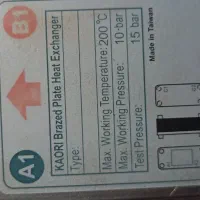 B1
A1
KAORI Brazed Plate Heat Exchanger
Type:
Max. Working Temperature: 200°C
Max. Working Pressure: 10-bar
Test Pressure: 15 bar
Made in Taiwan